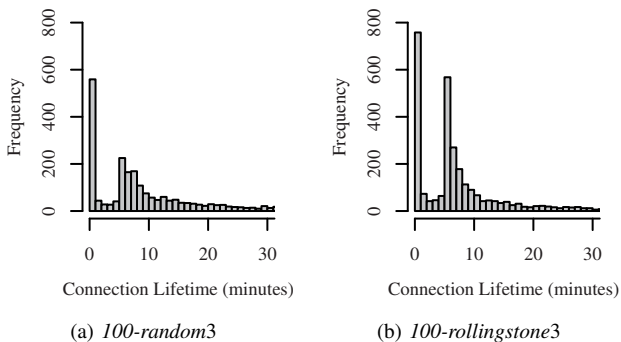 Frequency
0 200 400 600 800
0 10 20 30
Connection Lifetime (minutes)
(a) 100-random3
Frequency
0 200 400 600 800
0 10 20 30
Connection Lifetime (minutes)
(b) 100-rollingstone3